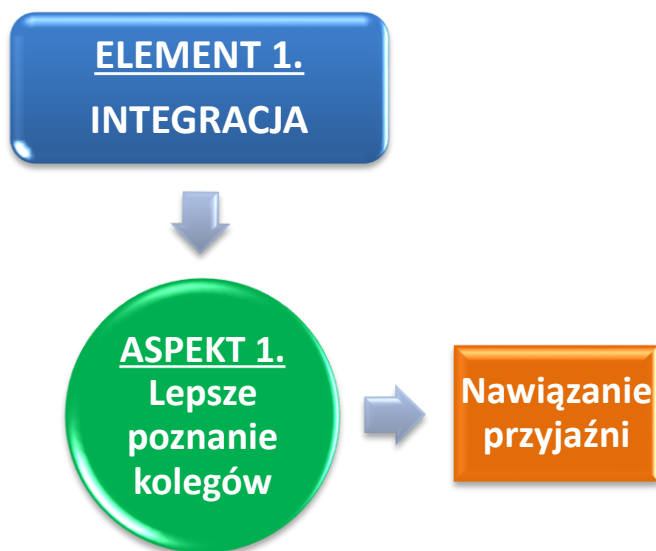 ELEMENT 1.
INTEGRACJA
ASPEKT 1.
Lepsze
poznanie
kolegów
Nawiązanie
przyjaźni